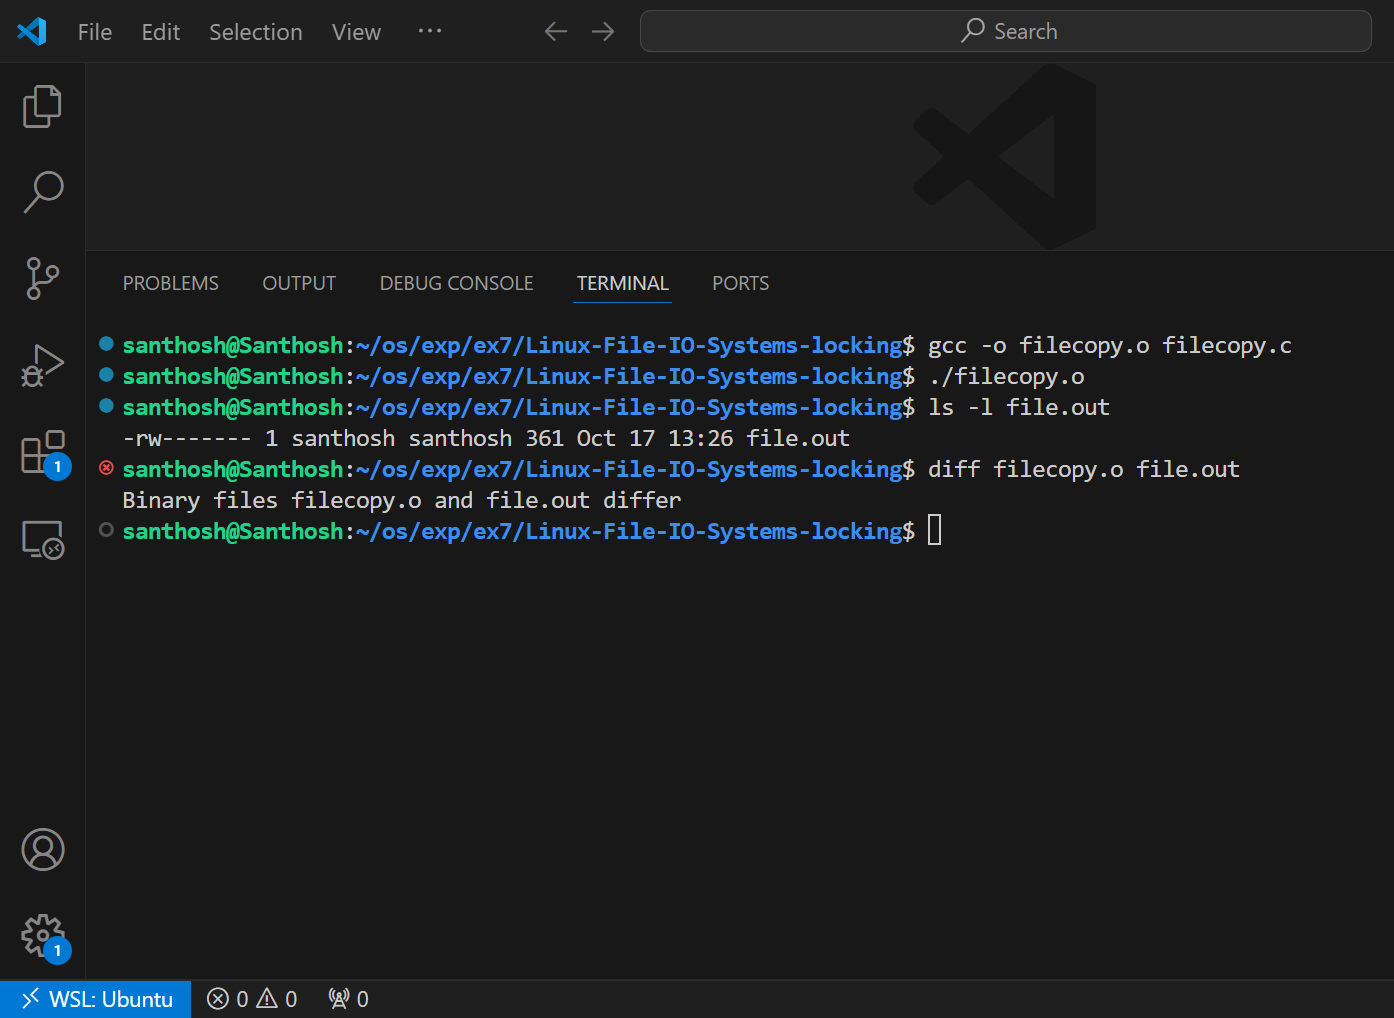 File Edit Selection View ···
Search
PROBLEMS OUTPUT DEBUG CONSOLE TERMINAL PORTS
santhosh@Santhosh:~/os/exp/ex7/Linux-File-IO-Systems-locking$ gcc -o filecopy.o filecopy.c
santhosh@Santhosh:~/os/exp/ex7/Linux-File-IO-Systems-locking$ ./filecopy.o
santhosh@Santhosh:~/os/exp/ex7/Linux-File-IO-Systems-locking$ ls -l file.out
-rw------- 1 santhosh santhosh 361 Oct 17 13:26 file.out
santhosh@Santhosh:~/os/exp/ex7/Linux-File-IO-Systems-locking$ diff filecopy.o file.out
Binary files filecopy.o and file.out differ
santhosh@Santhosh:~/os/exp/ex7/Linux-File-IO-Systems-locking$
1
1
WSL: Ubuntu 0 0 0